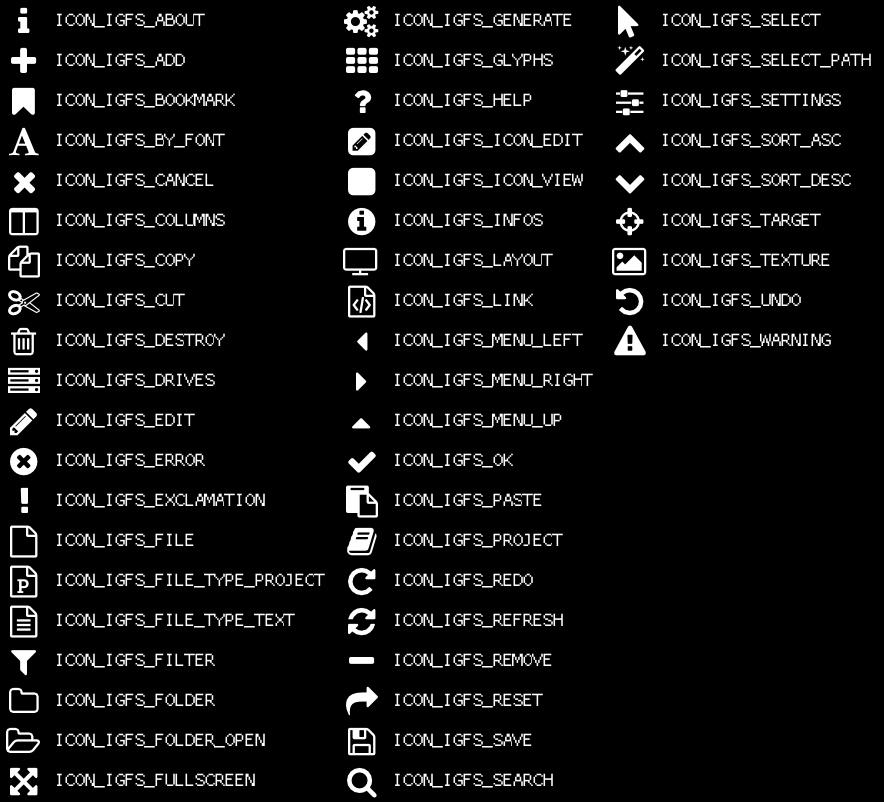 ICON_IGFS_ABOUT
ICON_IGFS_ADD
ICON_IGFS_BOOKMARK
ICON_IGFS_BY_FONT
ICON_IGFS_CANCEL
ICON_IGFS_COLUMNS
ICON_IGFS_COPY
ICON_IGFS_CUT
ICON_IGFS_DESTROY
ICON_IGFS_DRIVES
ICON_IGFS_EDIT
ICON_IGFS_ERROR
ICON_IGFS_EXCLAMATION
ICON_IGFS_FILE
ICON_IGFS_FILE_TYPE_PROJECT
ICON_IGFS_FILE_TYPE_TEXT
ICON_IGFS_FILTER
ICON_IGFS_FOLDER
ICON_IGFS_FOLDER_OPEN
ICON_IGFS_FULLSCREEN
ICON_IGFS_GENERATE
ICON_IGFS_GLYPHS
ICON_IGFS_HELP
ICON_IGFS_ICON_EDIT
ICON_IGFS_ICON_VIEW
ICON_IGFS_INFOS
ICON_IGFS_LAYOUT
ICON_IGFS_LINK
ICON_IGFS_MENU_LEFT
ICON_IGFS_MENU_RIGHT
ICON_IGFS_MENU_UP
ICON_IGFS_OK
ICON_IGFS_PASTE
ICON_IGFS_PROJECT
ICON_IGFS_REDO
ICON_IGFS_REFRESH
ICON_IGFS_REMOVE
ICON_IGFS_RESET
ICON_IGFS_SAVE
ICON_IGFS_SEARCH
ICON_IGFS_SELECT
ICON_IGFS_SELECT_PATH
ICON_IGFS_SETTINGS
ICON_IGFS_SORT_ASC
ICON_IGFS_SORT_DESC
ICON_IGFS_TARGET
ICON_IGFS_TEXTURE
ICON_IGFS_UNDO
ICON_IGFS_WARNING